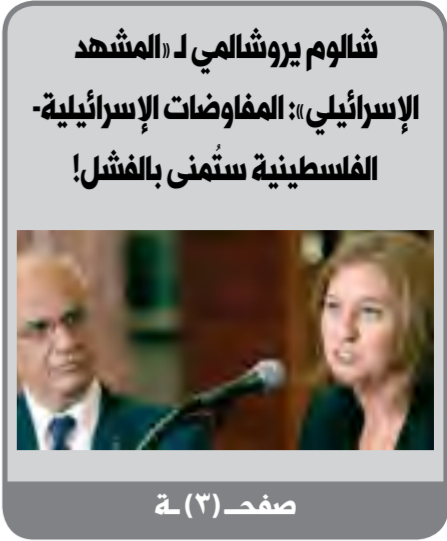 شالوم يروشالمي لـ «المشهد
الإسرائيلي»: المفاوضات الإسرائيلية-
الفلسطينية ستُمنى بالفشل!
صفحـ (٣) ـة